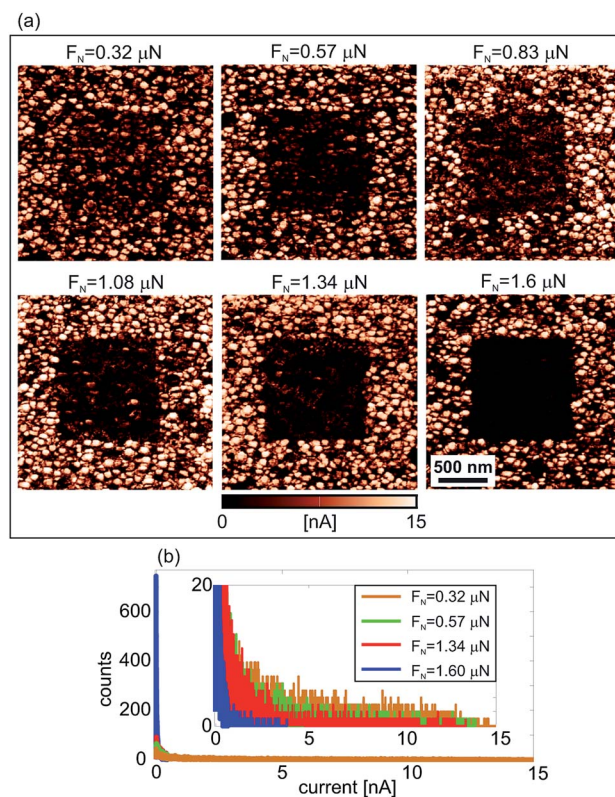 (a)
F_N=0.32 μN F_N=0.57 μN F_N=0.83 μN
F_N=1.08 μN F_N=1.34 μN F_N=1.6 μN
500 nm
0 [nA] 15
(b)
20
600
F_N=0.32 μN
F_N=0.57 μN
F_N=1.34 μN
F_N=1.60 μN
400
counts
200
0
0 5 10 15
0
0 5 10 15
current [nA]